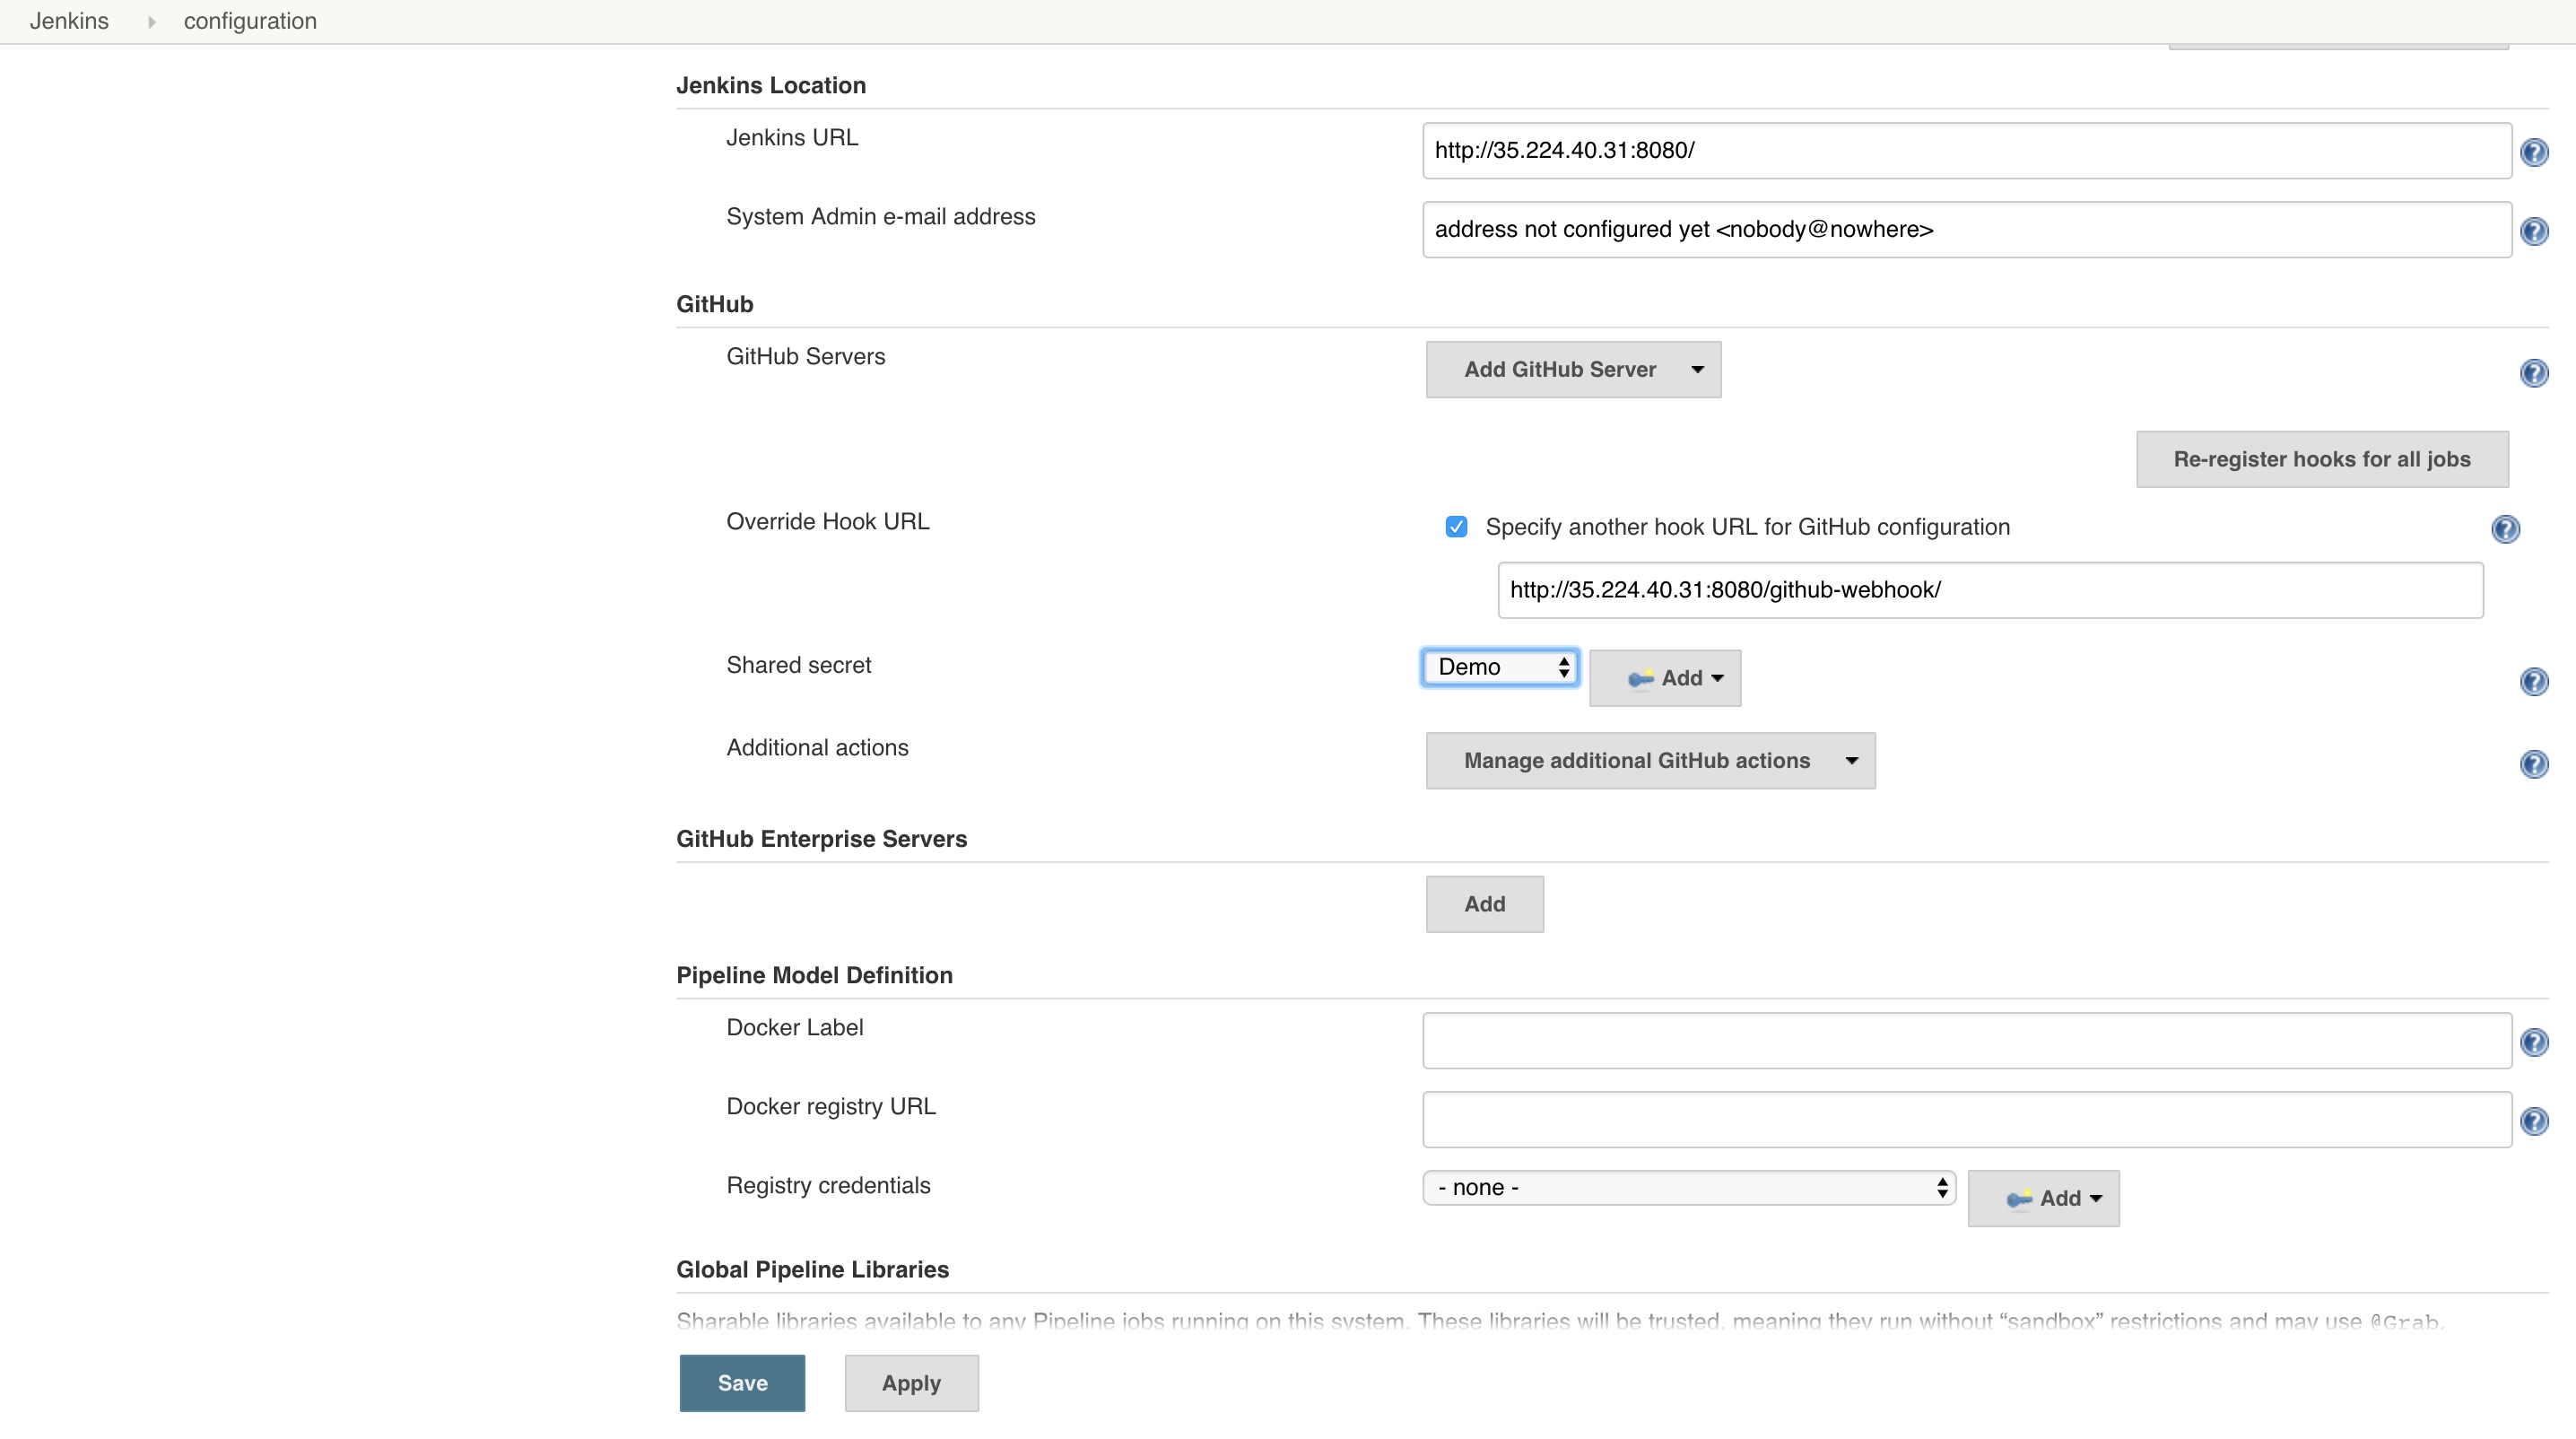 Jenkins configuration
Jenkins Location
Jenkins URL
http://35.224.40.31:8080/
System Admin e-mail address
address not configured yet <nobody@nowhere>
GitHub
GitHub Servers
Add GitHub Server
Re-register hooks for all jobs
Override Hook URL
Specify another hook URL for GitHub configuration
http://35.224.40.31:8080/github-webhook/
Shared secret
Demo
Add
Additional actions
Manage additional GitHub actions
GitHub Enterprise Servers
Add
Pipeline Model Definition
Docker Label
Docker registry URL
Registry credentials
- none -
Add
Global Pipeline Libraries
Sharable libraries available to any Pipeline jobs running on this system. These libraries will be trusted, meaning they run without “sandbox” restrictions and may use @Grab.
Save
Apply